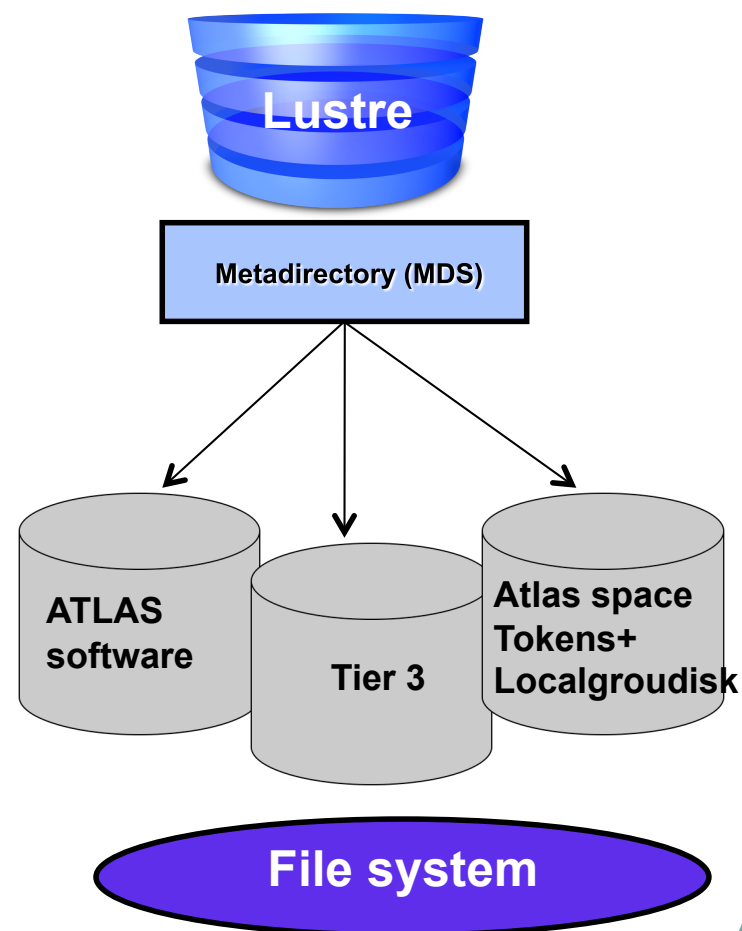 Lustre
Metadirectory (MDS)
ATLAS
software
Tier 3
Atlas space
Tokens+
Localgroudisk
File system